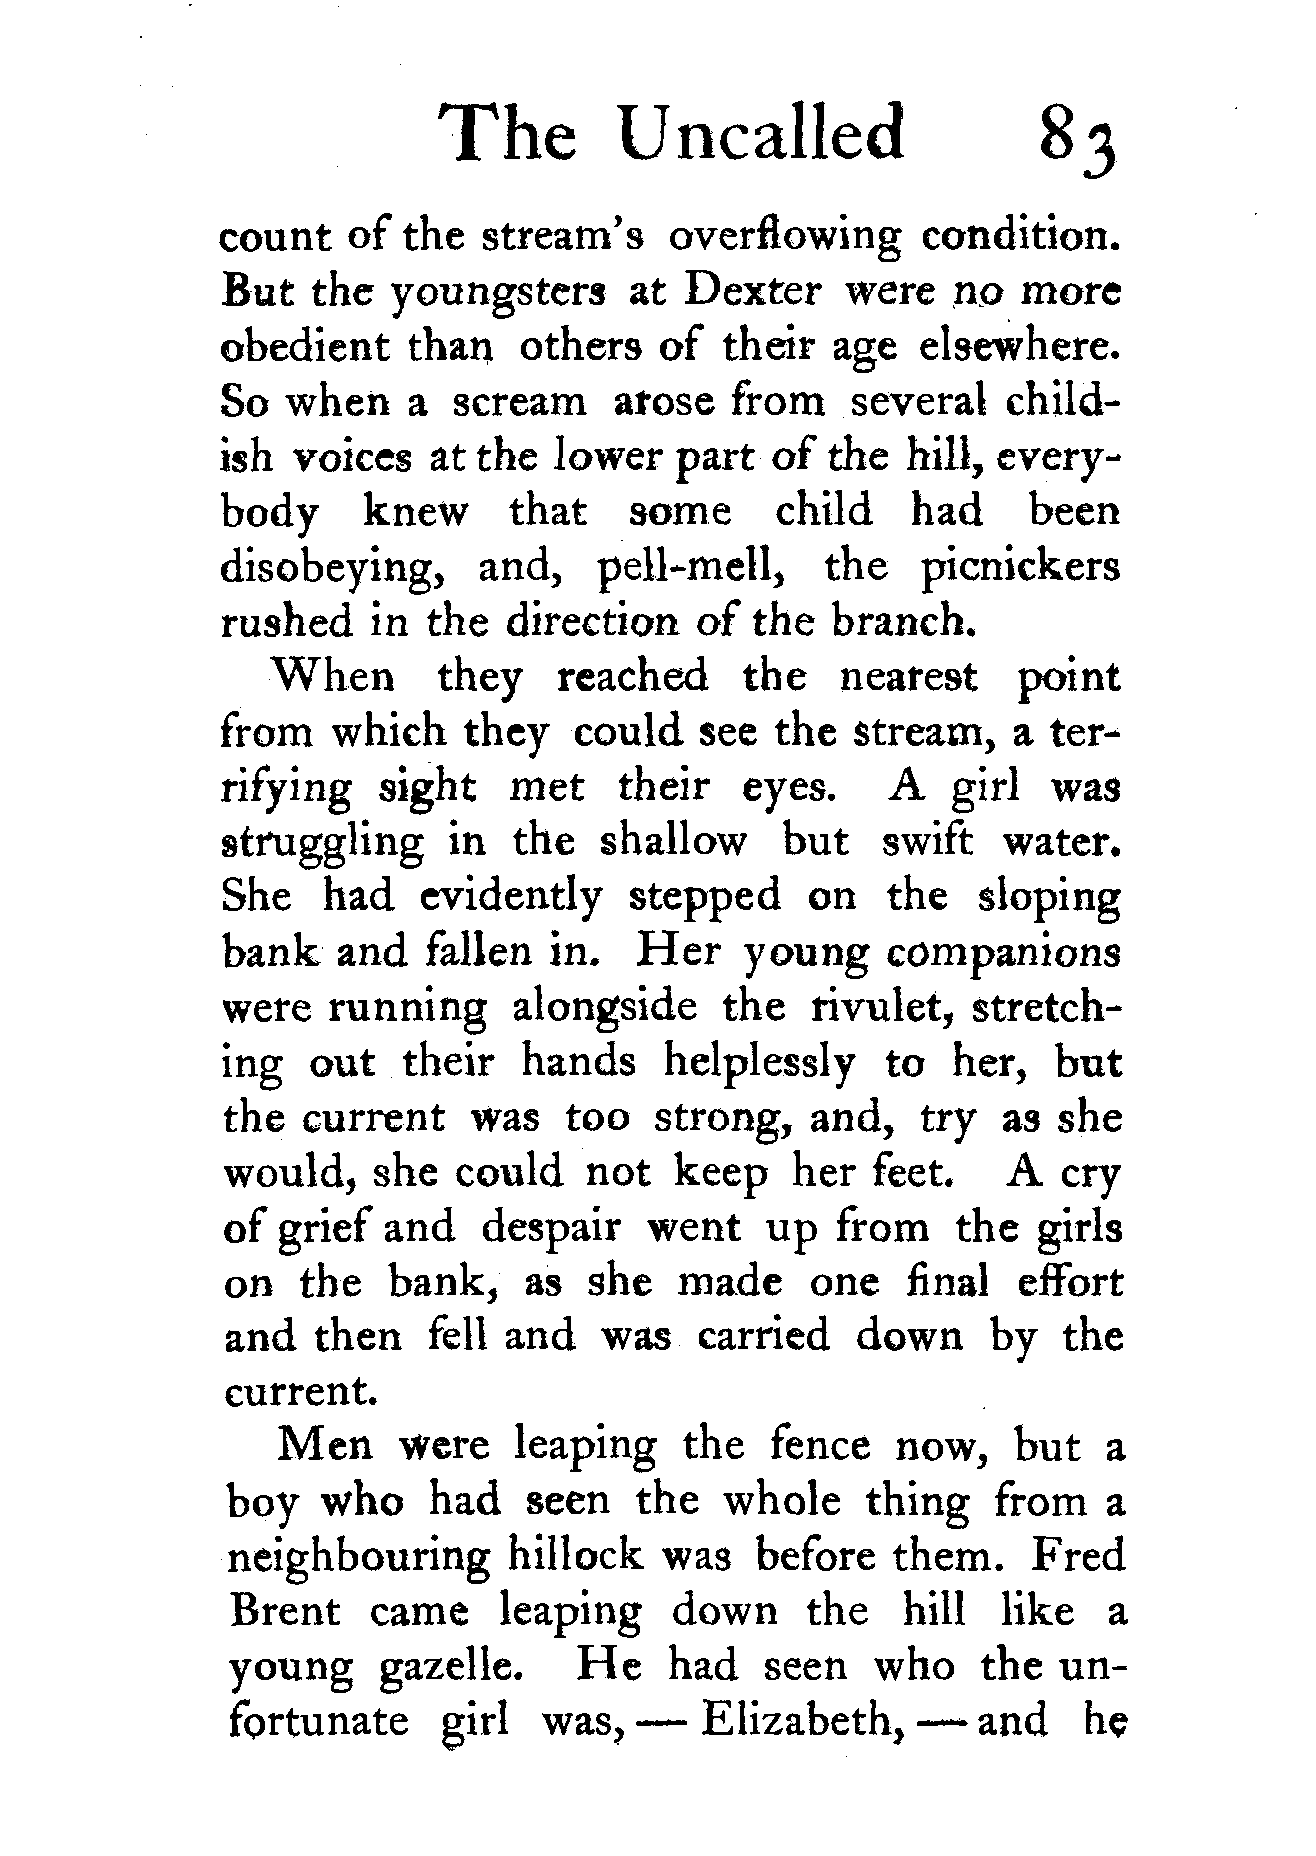 The Uncalled 83
count of the stream's overflowing condition.
But the youngsters at Dexter were no more
obedient than others of their age elsewhere.
So when a scream arose from several child-
ish voices at the lower part of the hill, every-
body knew that some child had been
disobeying, and, pell-mell, the picnickers
rushed in the direction of the branch.
When they reached the nearest point
from which they could see the stream, a ter-
rifying sight met their eyes. A girl was
struggling in the shallow but swift water.
She had evidently stepped on the sloping
bank and fallen in. Her young companions
were running alongside the rivulet, stretch-
ing out their hands helplessly to her, but
the current was too strong, and, try as she
would, she could not keep her feet. A cry
of grief and despair went up from the girls
on the bank, as she made one final effort
and then fell and was carried down by the
current.
Men were leaping the fence now, but a
boy who had seen the whole thing from a
neighbouring hillock was before them. Fred
Brent came leaping down the hill like a
young gazelle. He had seen who the un-
fortunate girl was, — Elizabeth, — and he